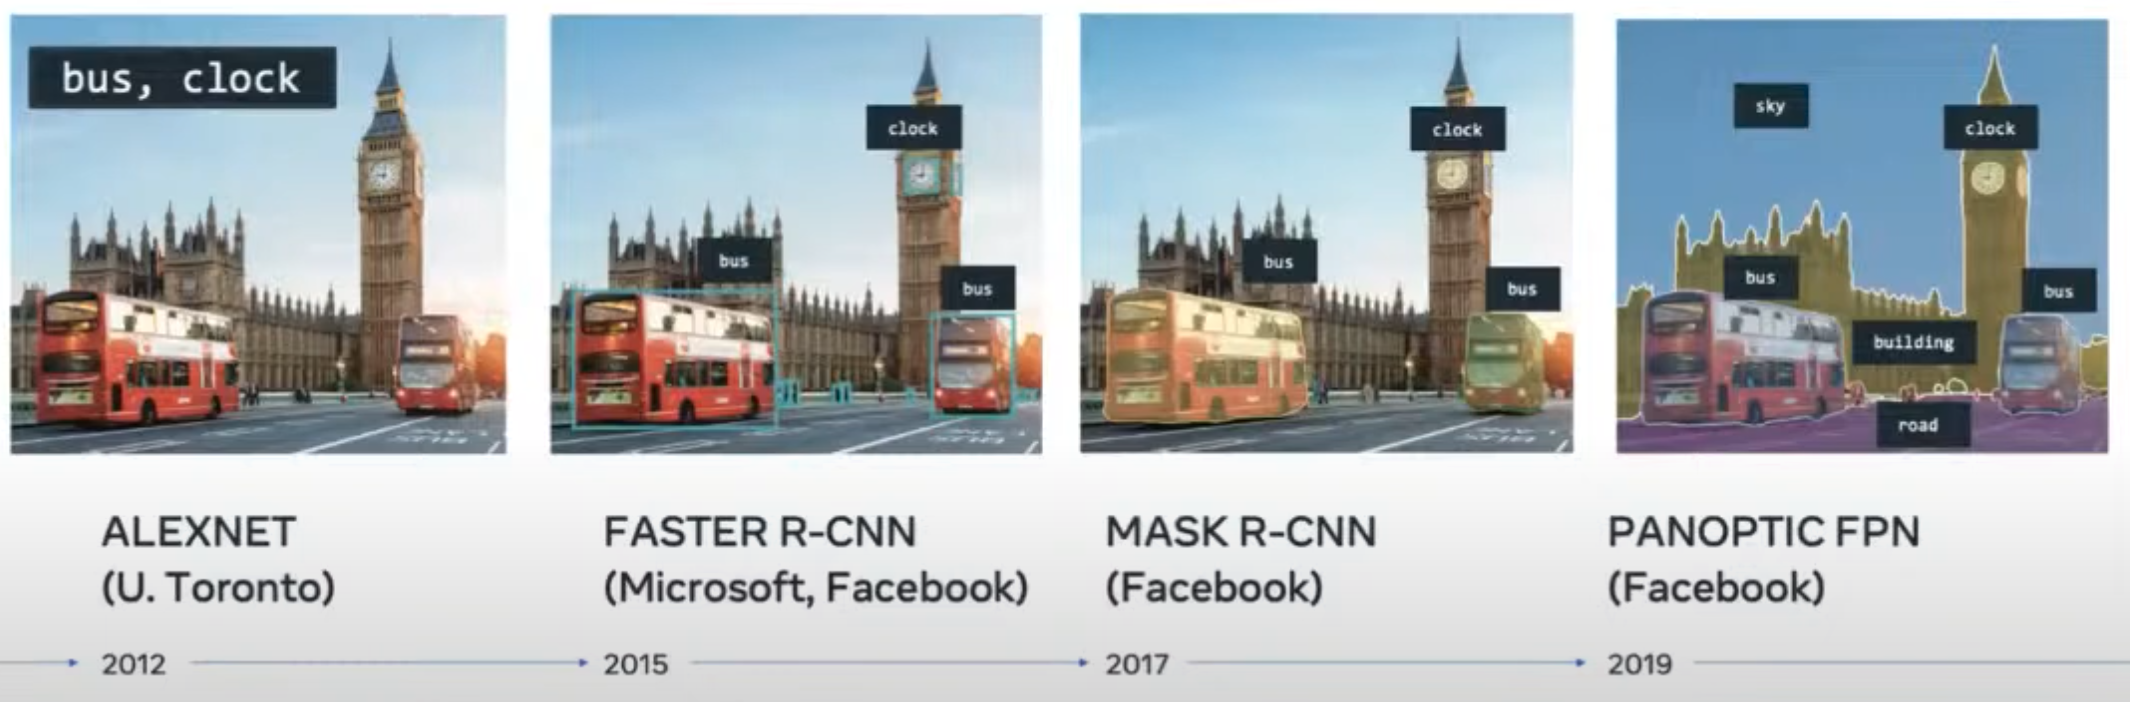 bus, clock
clock
bus
bus
clock
bus
bus
sky
clock
bus
bus
building
road
ALEXNET
(U. Toronto)
FASTER R-CNN
(Microsoft, Facebook)
MASK R-CNN
(Facebook)
PANOPTIC FPN
(Facebook)
2012
2015
2017
2019